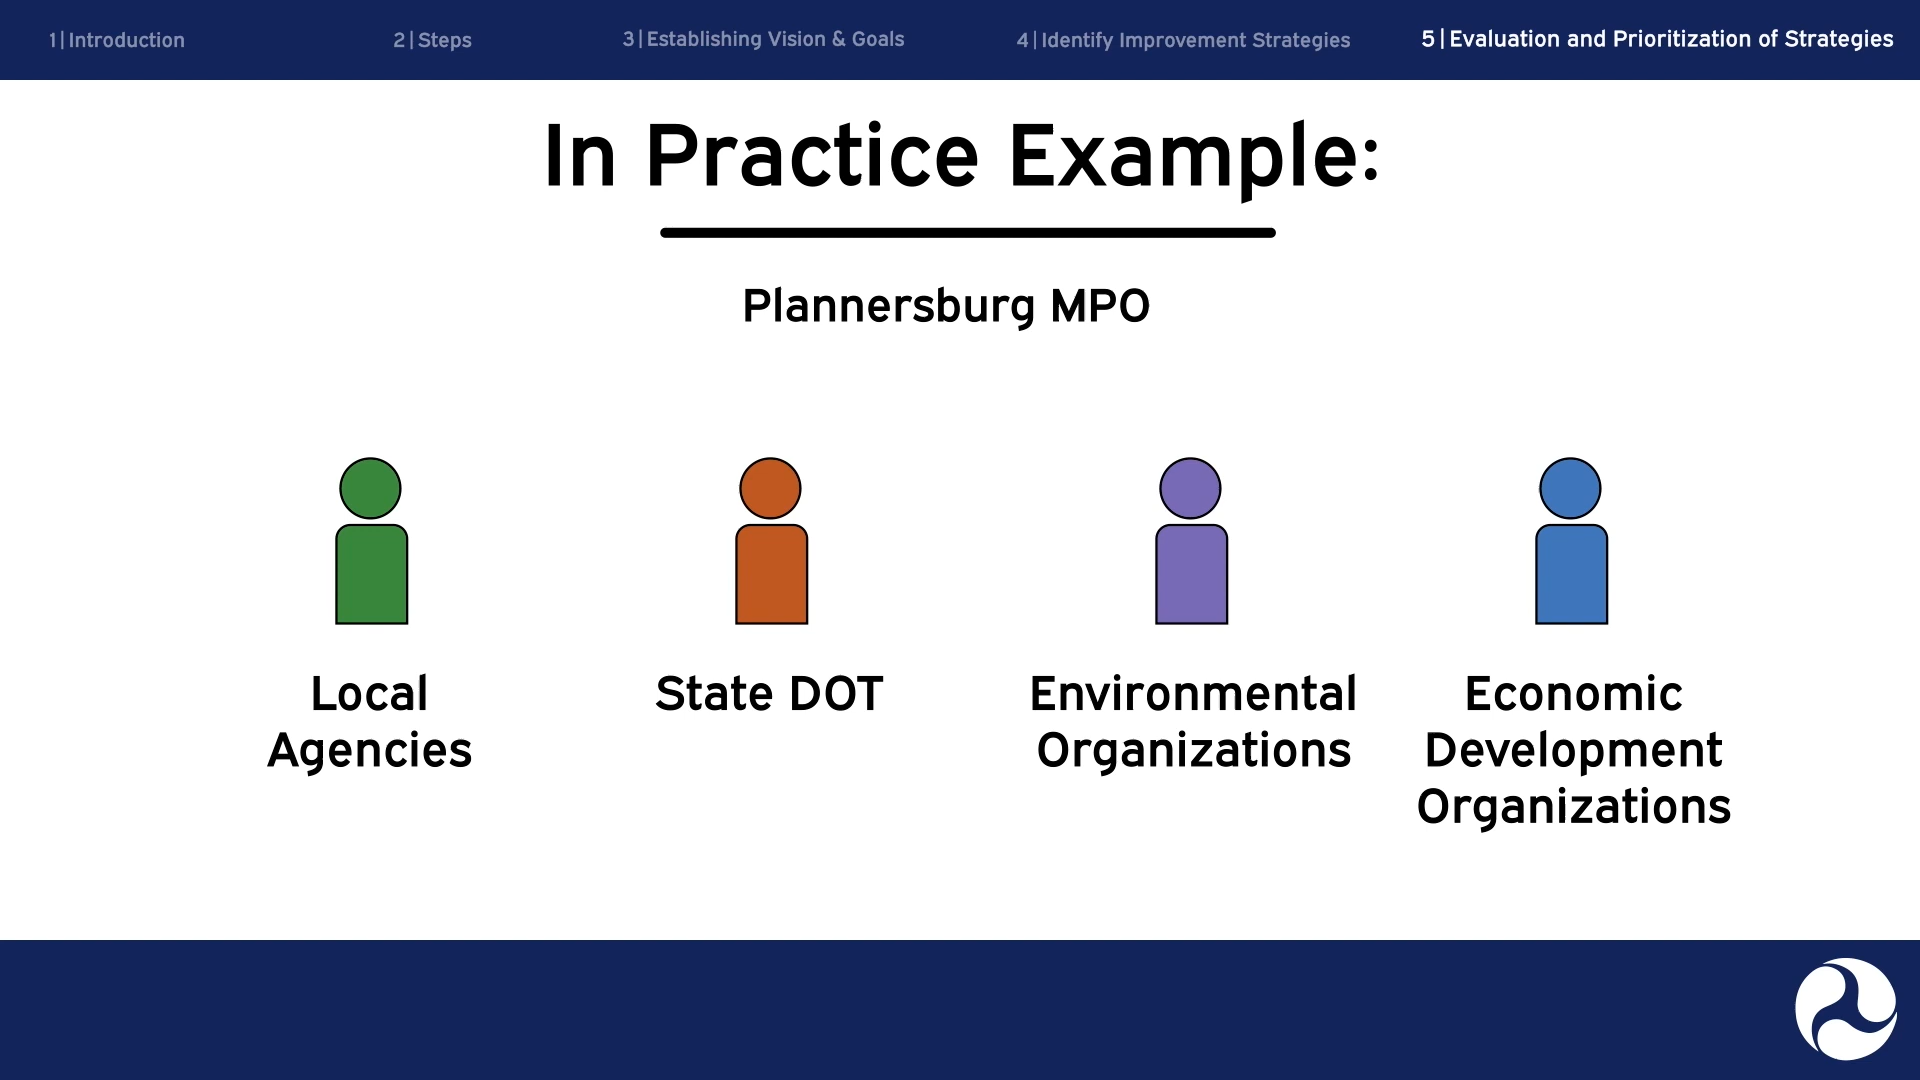 1|Introduction
2|Steps
3|Establishing Vision & Goals
4|Identify Improvement Strategies
5|Evaluation and Prioritization of Strategies
In Practice Example:
Plannersburg MPO
Local
Agencies
State DOT
Environmental
Organizations
Economic
Development
Organizations